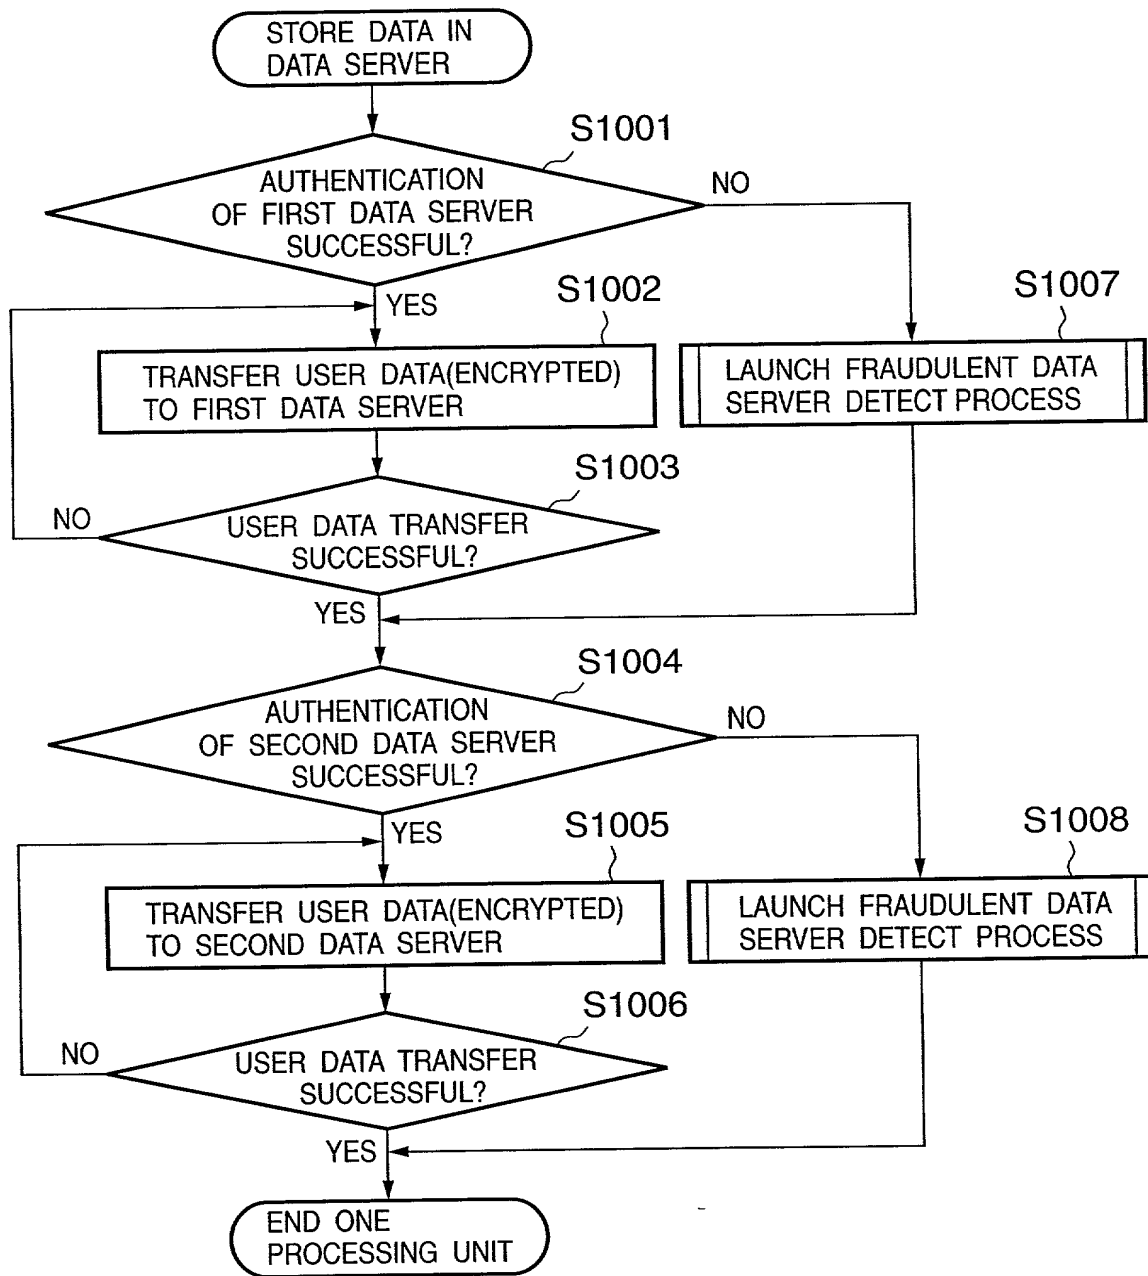 STORE DATA IN
DATA SERVER
S1001
AUTHENTICATION
OF FIRST DATA SERVER
SUCCESSFUL?
NO
YES
S1002
TRANSFER USER DATA(ENCRYPTED)
TO FIRST DATA SERVER
S1007
LAUNCH FRAUDULENT DATA
SERVER DETECT PROCESS
S1003
USER DATA TRANSFER
SUCCESSFUL?
NO
YES
S1004
AUTHENTICATION
OF SECOND DATA SERVER
SUCCESSFUL?
NO
YES
S1005
TRANSFER USER DATA(ENCRYPTED)
TO SECOND DATA SERVER
S1008
LAUNCH FRAUDULENT DATA
SERVER DETECT PROCESS
S1006
USER DATA TRANSFER
SUCCESSFUL?
NO
YES
END ONE
PROCESSING UNIT